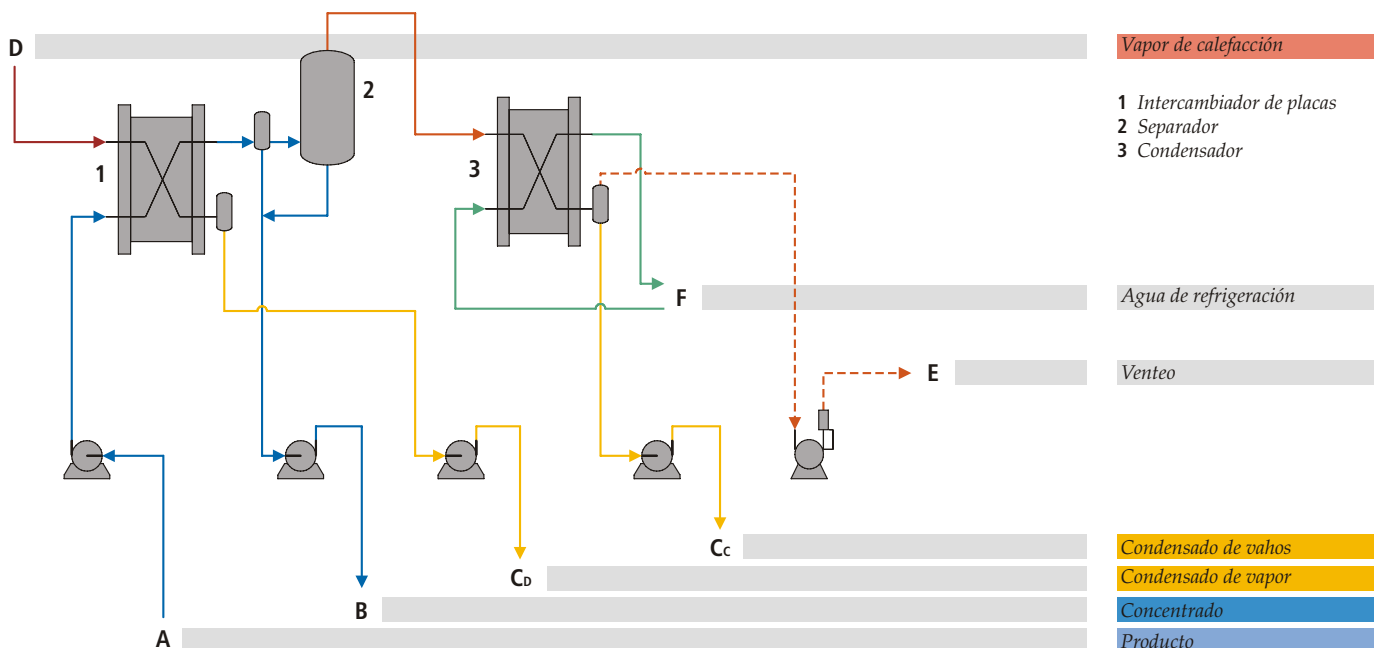 D
Vapor de calefacción
1 Intercambiador de placas
2 Separador
3 Condensador
2
1
3
F
Agua de refrigeración
E
Venteo
Cc
Condensado de vahos
CD
Condensado de vapor
B
Concentrado
A
Producto